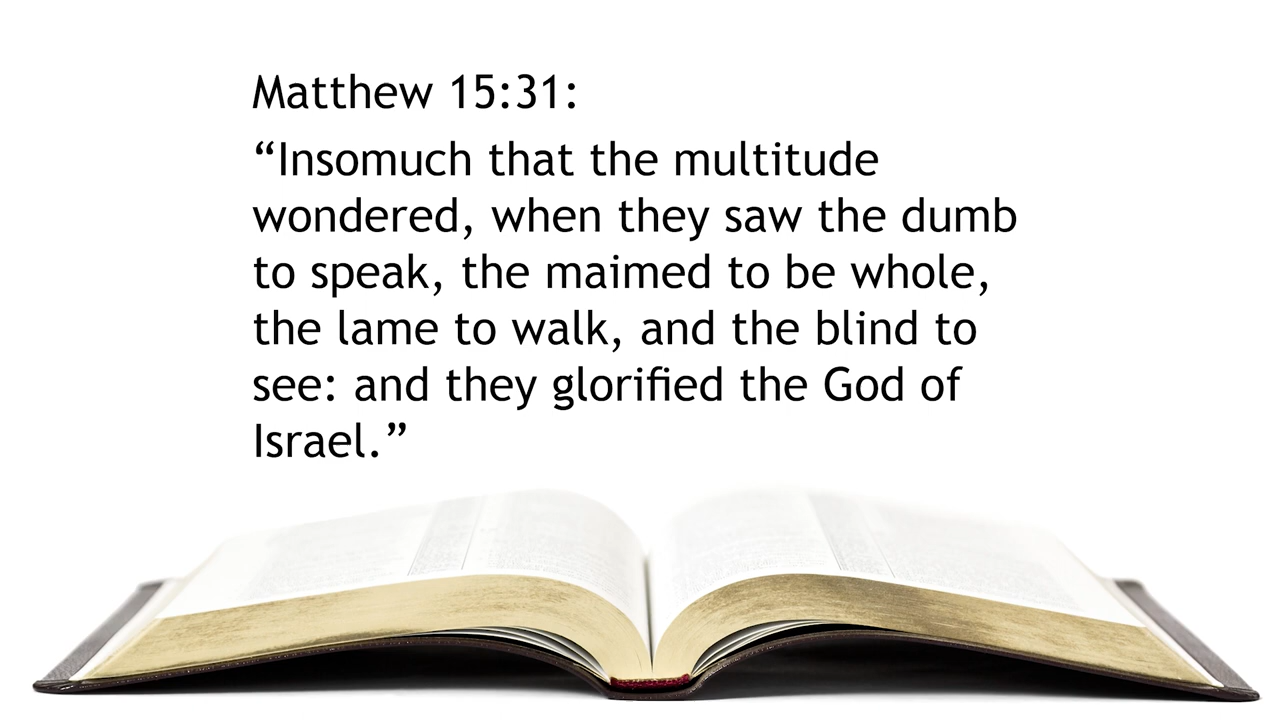 Matthew 15:31:
“Insomuch that the multitude
wondered, when they saw the dumb
to speak, the maimed to be whole,
the lame to walk, and the blind to
see: and they glorified the God of
Israel.”